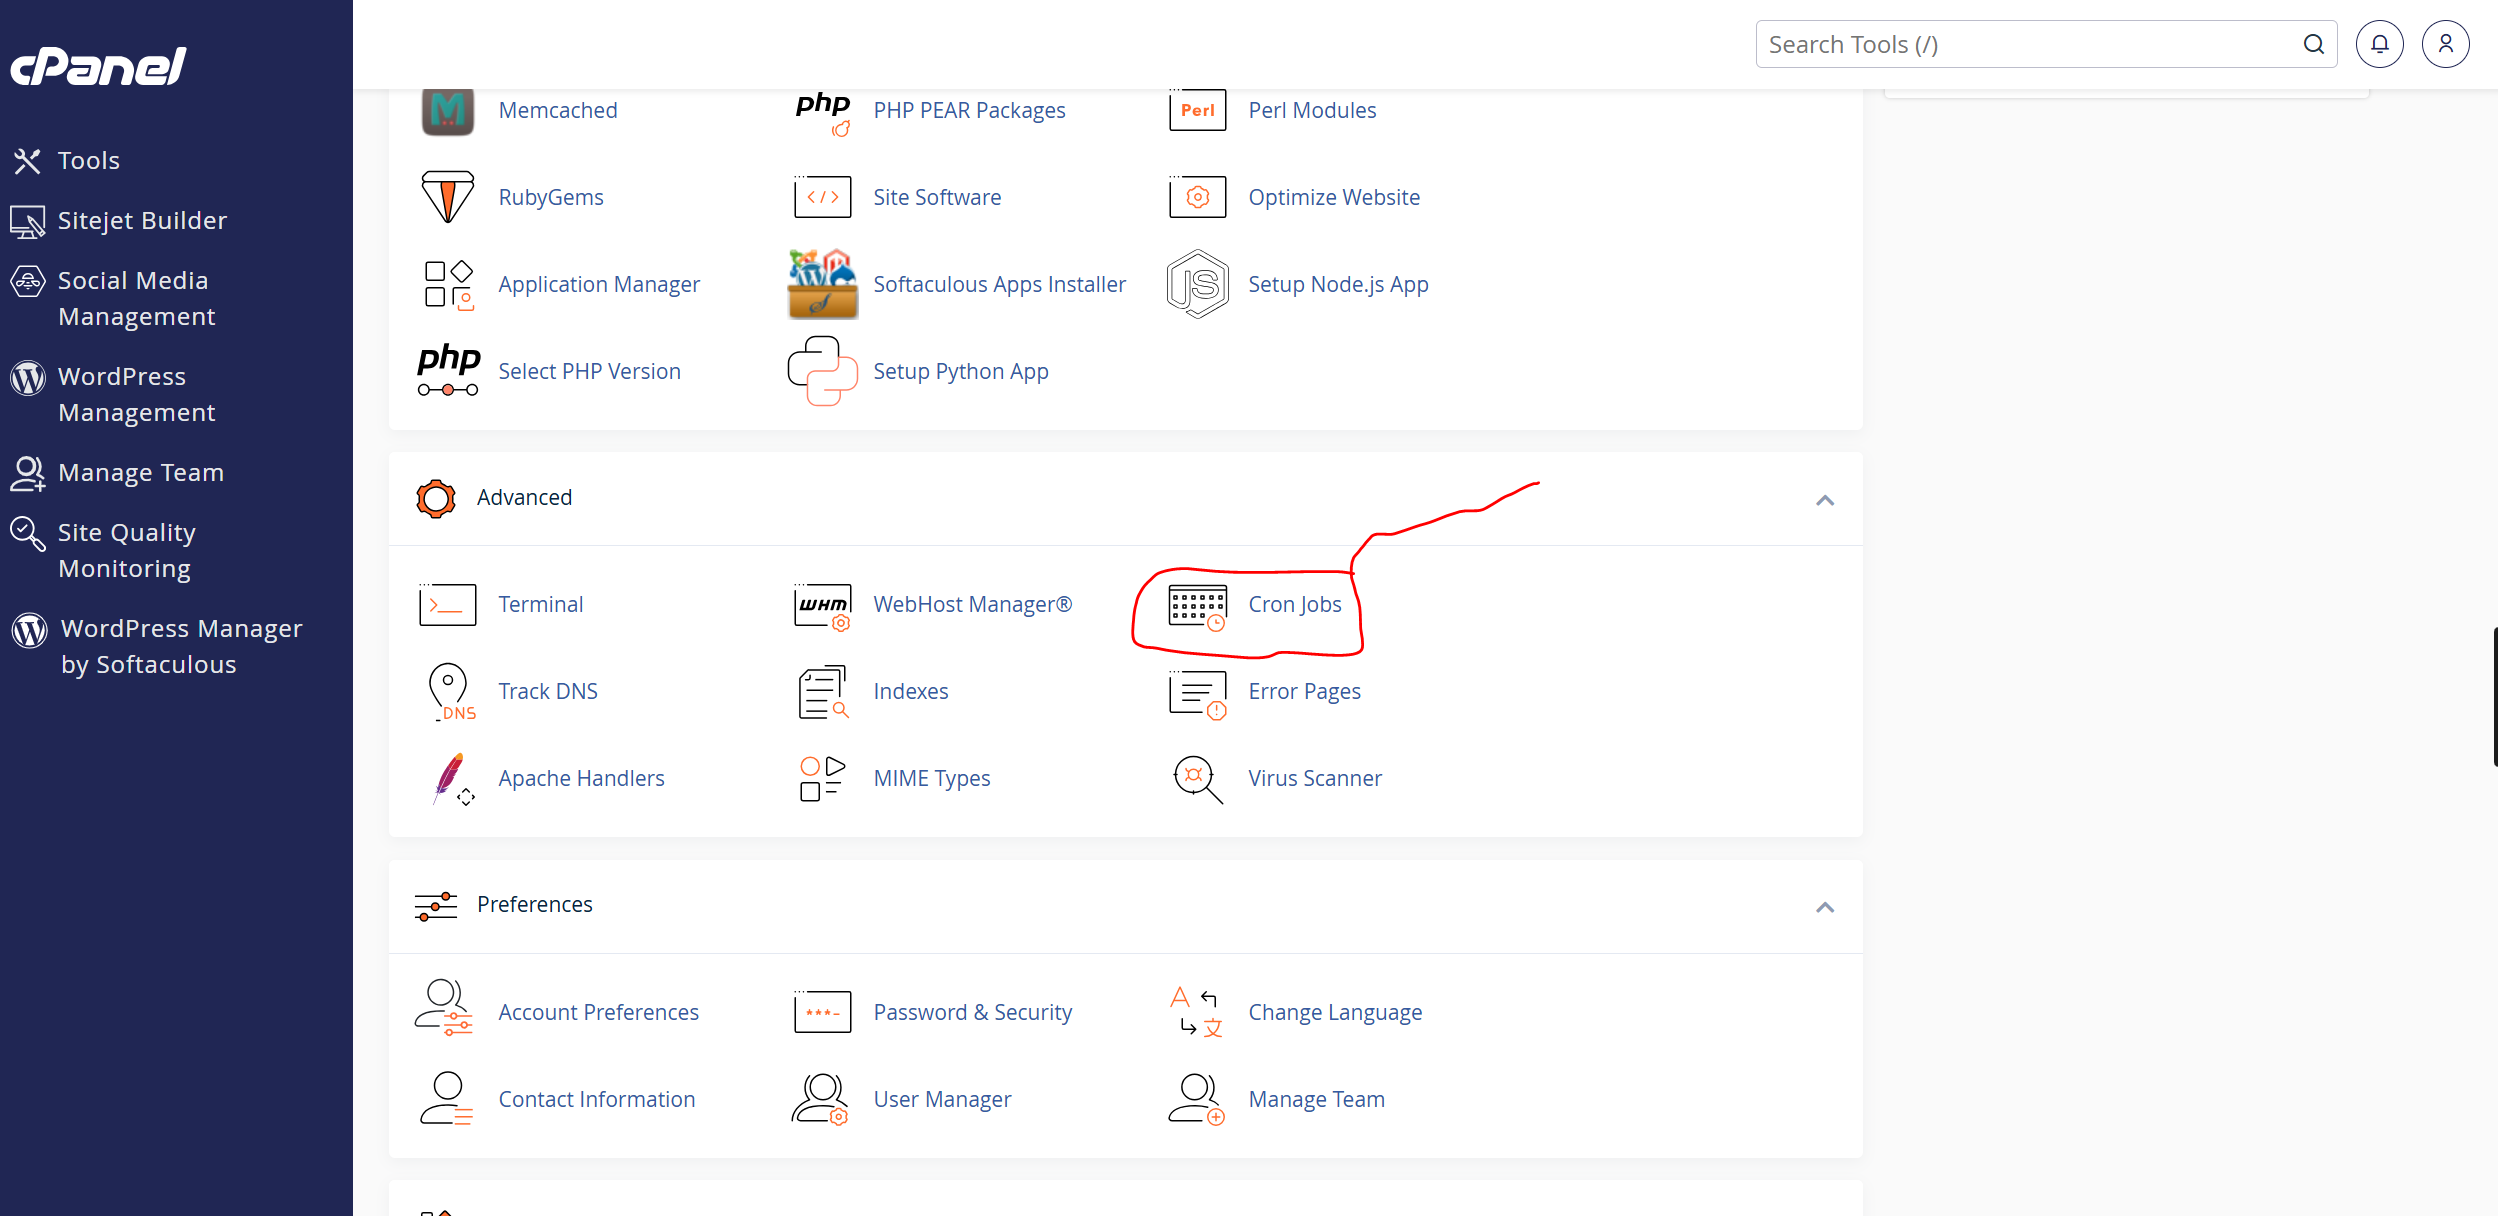 cPanel
Search Tools (/)
Tools
Sitejet Builder
Social Media
Management
WordPress
Management
Manage Team
Site Quality
Monitoring
WordPress Manager
by Softaculous
M Memcached
php PHP PEAR Packages
Perl Perl Modules
RubyGems
</> Site Software
Optimize Website
Application Manager
Softaculous Apps Installer
JS Setup Node.js App
php Select PHP Version
Setup Python App
Advanced
>_ Terminal
WHM WebHost Manager®
Cron Jobs
DNS Track DNS
Indexes
Error Pages
Apache Handlers
MIME Types
Virus Scanner
Preferences
Account Preferences
***- Password & Security
A 文 Change Language
Contact Information
User Manager
Manage Team